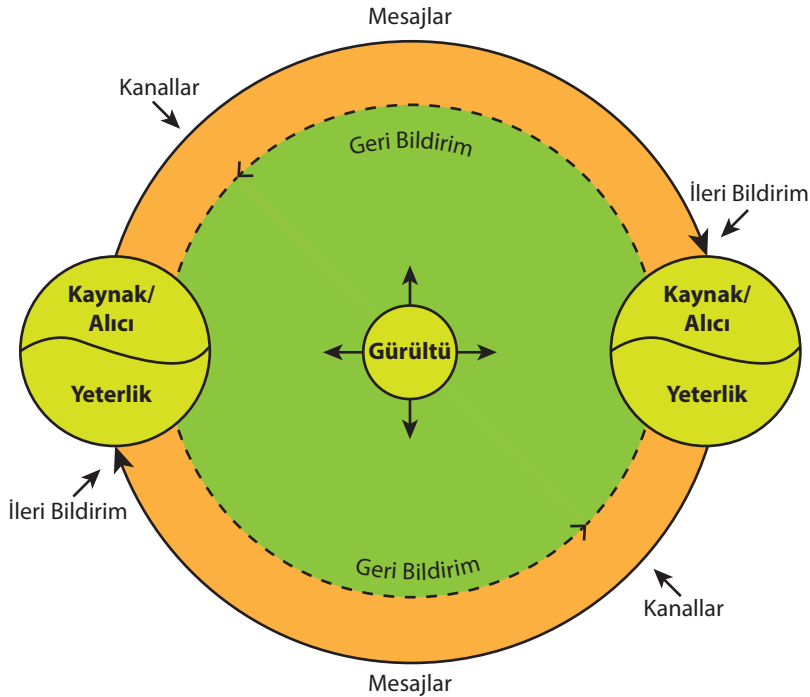 Mesajlar
Kanallar
Geri Bildirim
İleri Bildirim
Kaynak/
Alıcı
Yeterlik
Gürültü
Kaynak/
Alıcı
Yeterlik
İleri Bildirim
Geri Bildirim
Kanallar
Mesajlar